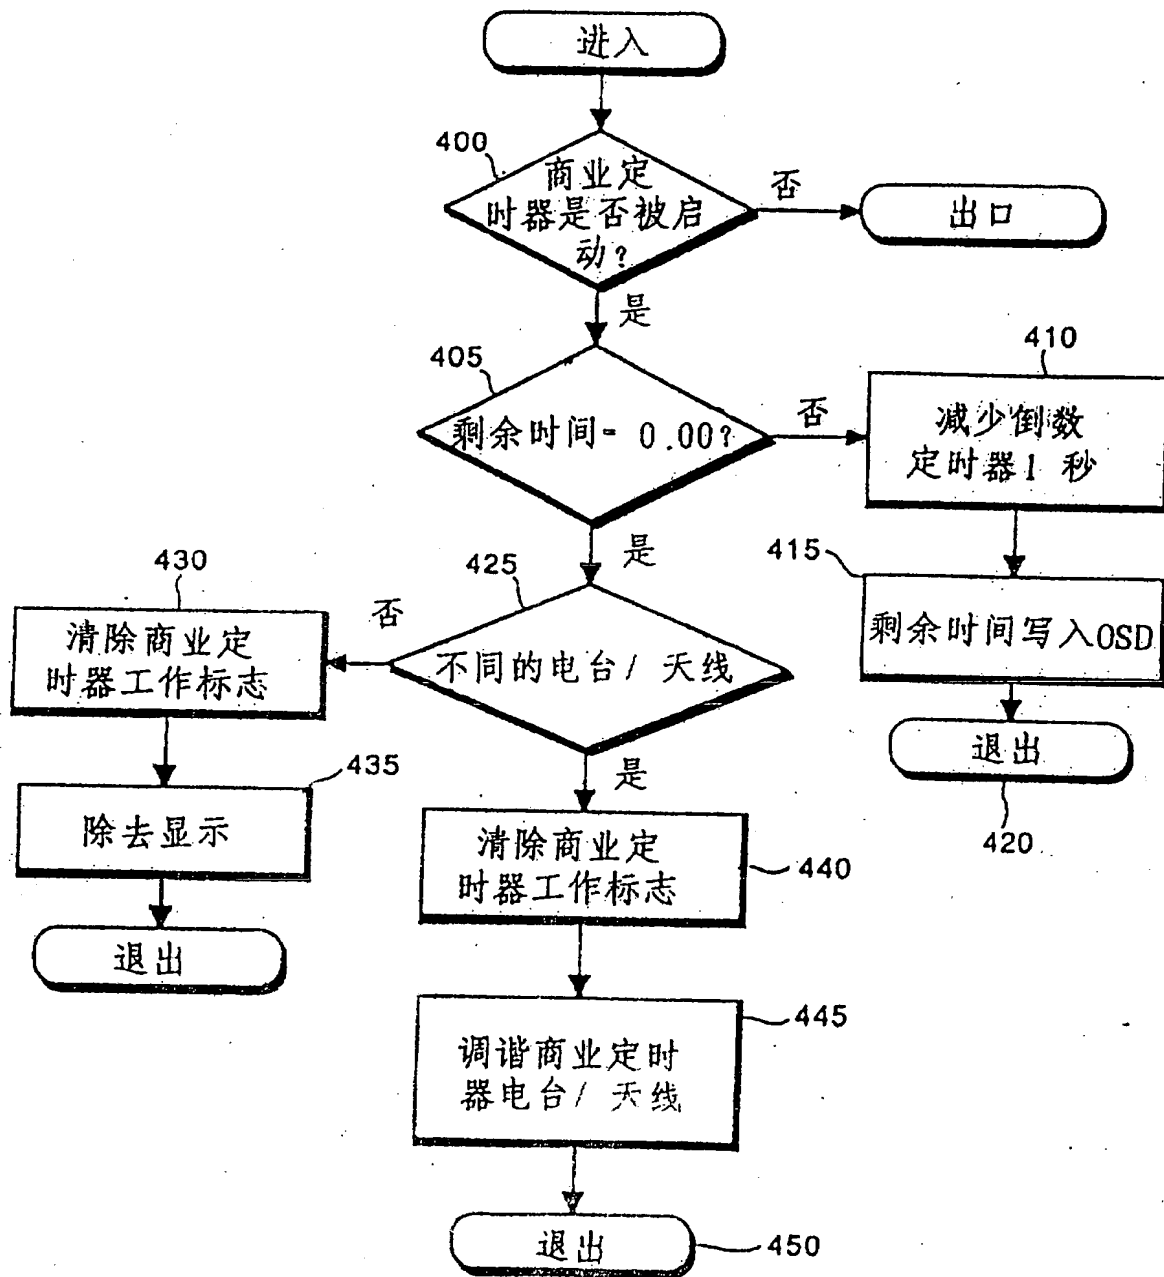 进入
400
商业定
时器是否被启
动?
否
出口
是
405
剩余时间= 0.00?
否
410
减少倒数
定时器1 秒
是
415
剩余时间写入OSD
退出
420
425
不同的电台/ 天线
否
430
清除商业定
时器工作标志
435
除去显示
退出
是
清除商业定
时器工作标志
440
调谐商业定时
器电台/ 天线
445
退出
450